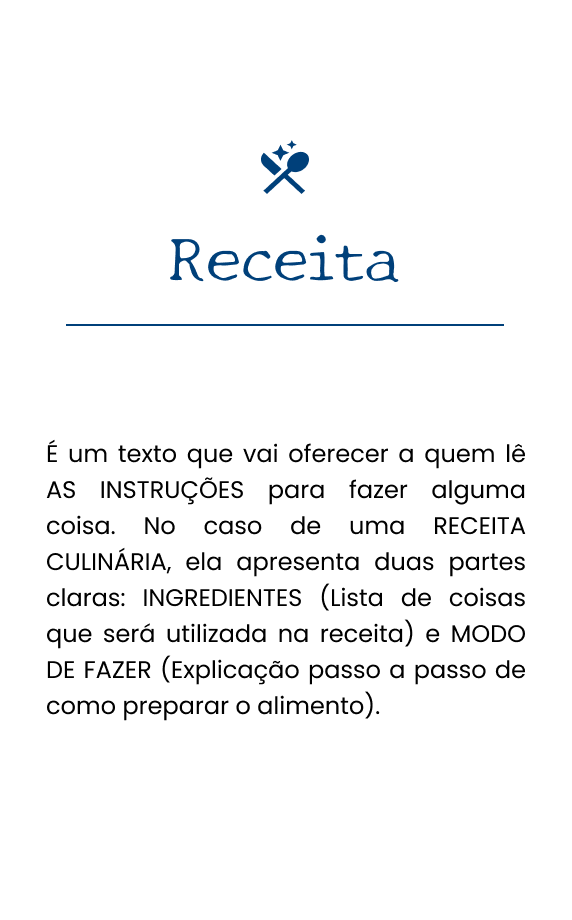 Receita
É um texto que vai oferecer a quem lê
AS INSTRUÇÕES para fazer alguma
coisa. No caso de uma RECEITA
CULINÁRIA, ela apresenta duas partes
claras: INGREDIENTES (Lista de coisas
que será utilizada na receita) e MODO
DE FAZER (Explicação passo a passo de
como preparar o alimento).